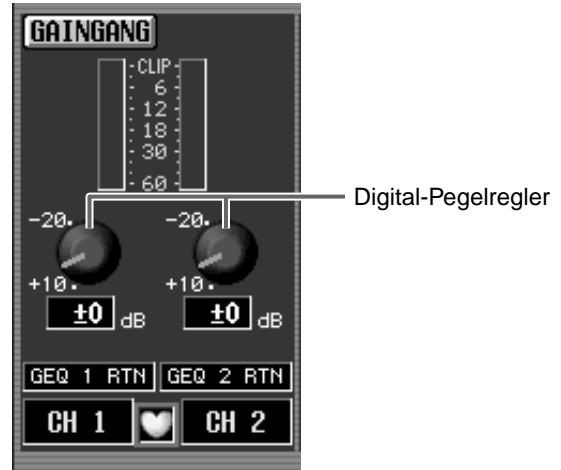 GAINGANG
CLIP
6
12
18
30
60
Digital-Pegelregler
-20 -20
+10 +10
±0 dB ±0 dB
GEQ 1 RTN GEQ 2 RTN
CH 1 CH 2